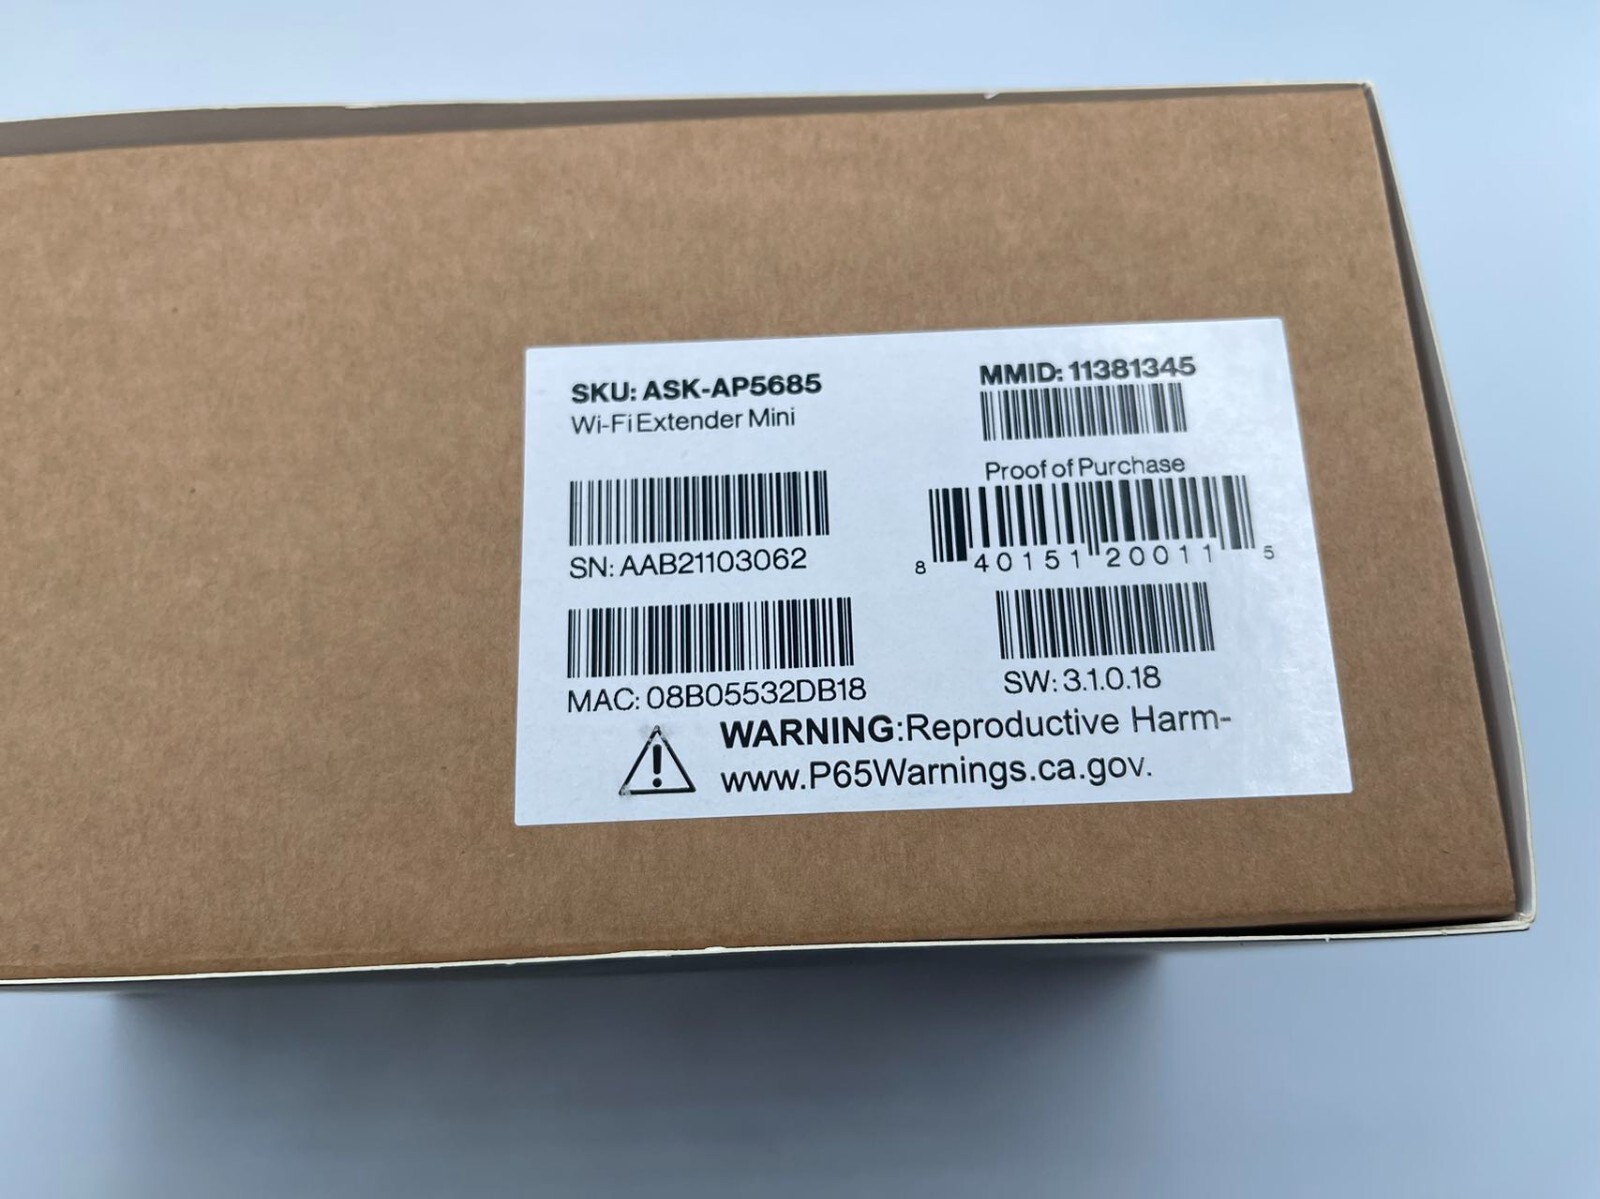 SKU: ASK-AP5685
Wi-Fi Extender Mini
SN: AAB21103062
MAC: 08B05532DB18
MMID: 11381345
Proof of Purchase
8 40151 20011 5
SW: 3.1.0.18
WARNING:Reproductive Harm-
www.P65Warnings.ca.gov.